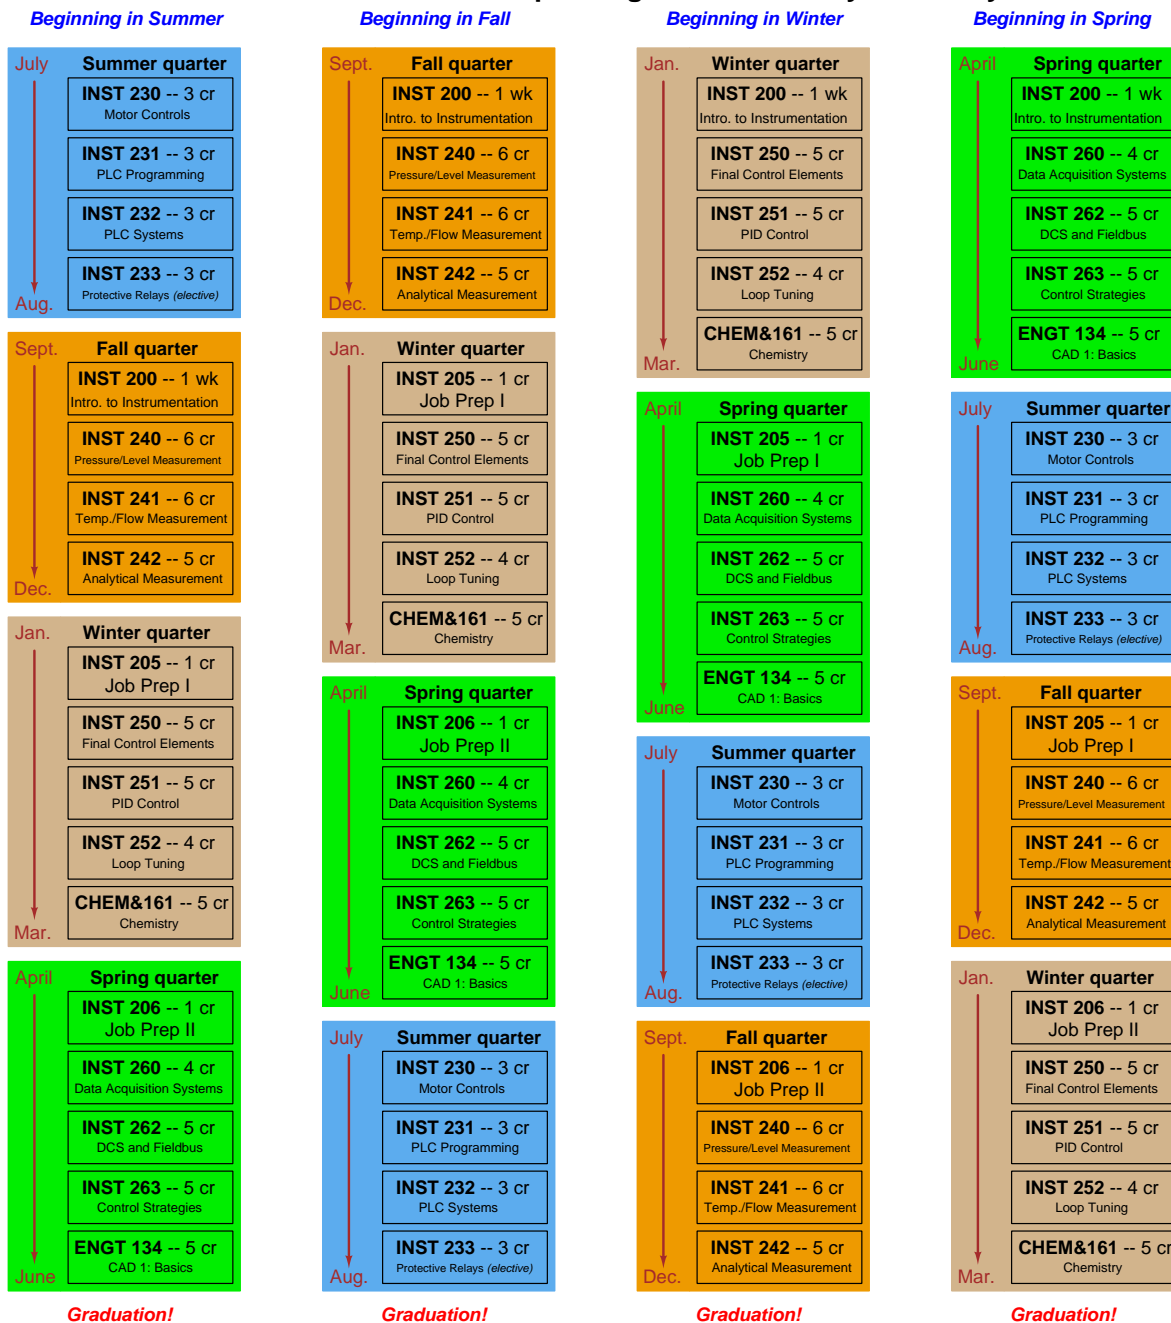 Beginning in Summer
July
Summer quarter
INST 230 -- 3 cr
Motor Controls
INST 231 -- 3 cr
PLC Programming
INST 232 -- 3 cr
PLC Systems
INST 233 -- 3 cr
Protective Relays (elective)
Aug.
Sept.
Fall quarter
INST 200 -- 1 wk
Intro. to Instrumentation
INST 240 -- 6 cr
Pressure/Level Measurement
INST 241 -- 6 cr
Temp./Flow Measurement
INST 242 -- 5 cr
Analytical Measurement
Dec.
Jan.
Winter quarter
INST 205 -- 1 cr
Job Prep I
INST 250 -- 5 cr
Final Control Elements
INST 251 -- 5 cr
PID Control
INST 252 -- 4 cr
Loop Tuning
CHEM&161 -- 5 cr
Chemistry
Mar.
April
Spring quarter
INST 206 -- 1 cr
Job Prep II
INST 260 -- 4 cr
Data Acquisition Systems
INST 262 -- 5 cr
DCS and Fieldbus
INST 263 -- 5 cr
Control Strategies
ENGT 134 -- 5 cr
CAD 1: Basics
June
Graduation!
Beginning in Fall
Sept.
Fall quarter
INST 200 -- 1 wk
Intro. to Instrumentation
INST 240 -- 6 cr
Pressure/Level Measurement
INST 241 -- 6 cr
Temp./Flow Measurement
INST 242 -- 5 cr
Analytical Measurement
Dec.
Jan.
Winter quarter
INST 205 -- 1 cr
Job Prep I
INST 250 -- 5 cr
Final Control Elements
INST 251 -- 5 cr
PID Control
INST 252 -- 4 cr
Loop Tuning
CHEM&161 -- 5 cr
Chemistry
Mar.
April
Spring quarter
INST 206 -- 1 cr
Job Prep II
INST 260 -- 4 cr
Data Acquisition Systems
INST 262 -- 5 cr
DCS and Fieldbus
INST 263 -- 5 cr
Control Strategies
ENGT 134 -- 5 cr
CAD 1: Basics
June
July
Summer quarter
INST 230 -- 3 cr
Motor Controls
INST 231 -- 3 cr
PLC Programming
INST 232 -- 3 cr
PLC Systems
INST 233 -- 3 cr
Protective Relays (elective)
Aug.
Graduation!
Beginning in Winter
Jan.
Winter quarter
INST 200 -- 1 wk
Intro. to Instrumentation
INST 250 -- 5 cr
Final Control Elements
INST 251 -- 5 cr
PID Control
INST 252 -- 4 cr
Loop Tuning
CHEM&161 -- 5 cr
Chemistry
Mar.
April
Spring quarter
INST 205 -- 1 cr
Job Prep I
INST 260 -- 4 cr
Data Acquisition Systems
INST 262 -- 5 cr
DCS and Fieldbus
INST 263 -- 5 cr
Control Strategies
ENGT 134 -- 5 cr
CAD 1: Basics
June
July
Summer quarter
INST 230 -- 3 cr
Motor Controls
INST 231 -- 3 cr
PLC Programming
INST 232 -- 3 cr
PLC Systems
INST 233 -- 3 cr
Protective Relays (elective)
Aug.
Sept.
Fall quarter
INST 206 -- 1 cr
Job Prep II
INST 240 -- 6 cr
Pressure/Level Measurement
INST 241 -- 6 cr
Temp./Flow Measurement
INST 242 -- 5 cr
Analytical Measurement
Dec.
Graduation!
Beginning in Spring
April
Spring quarter
INST 200 -- 1 wk
Intro. to Instrumentation
INST 260 -- 4 cr
Data Acquisition Systems
INST 262 -- 5 cr
DCS and Fieldbus
INST 263 -- 5 cr
Control Strategies
ENGT 134 -- 5 cr
CAD 1: Basics
June
July
Summer quarter
INST 230 -- 3 cr
Motor Controls
INST 231 -- 3 cr
PLC Programming
INST 232 -- 3 cr
PLC Systems
INST 233 -- 3 cr
Protective Relays (elective)
Aug.
Sept.
Fall quarter
INST 205 -- 1 cr
Job Prep I
INST 240 -- 6 cr
Pressure/Level Measurement
INST 241 -- 6 cr
Temp./Flow Measurement
INST 242 -- 5 cr
Analytical Measurement
Dec.
Jan.
Winter quarter
INST 206 -- 1 cr
Job Prep II
INST 250 -- 5 cr
Final Control Elements
INST 251 -- 5 cr
PID Control
INST 252 -- 4 cr
Loop Tuning
CHEM&161 -- 5 cr
Chemistry
Mar.
Graduation!